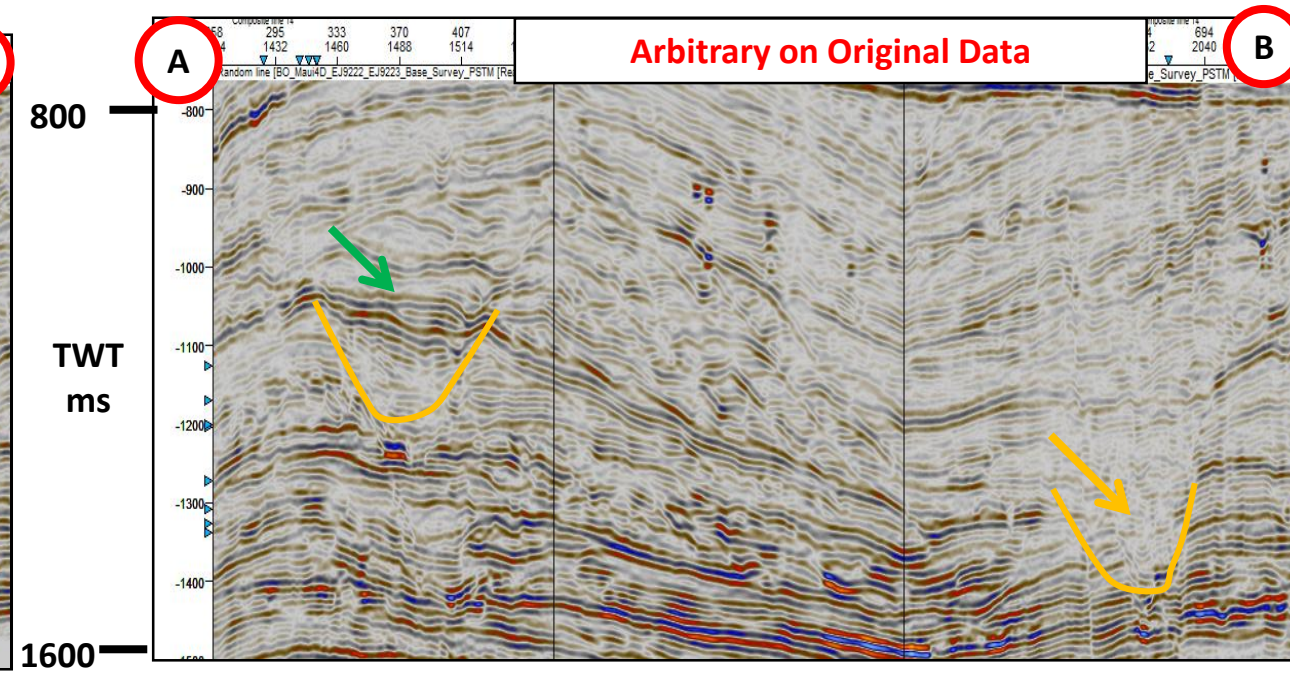 Composite line 14
295 333 370 407
1432 1460 1488 1514
694
2040
A
B
Arbitrary on Original Data
Random line [BO_Maui4D_EJ9222_EJ9223_Base_Survey_PSTM
e_Survey_PSTM
800
-800
-900
-1000
-1100
TWT
ms
-1200
-1300
-1400
1600